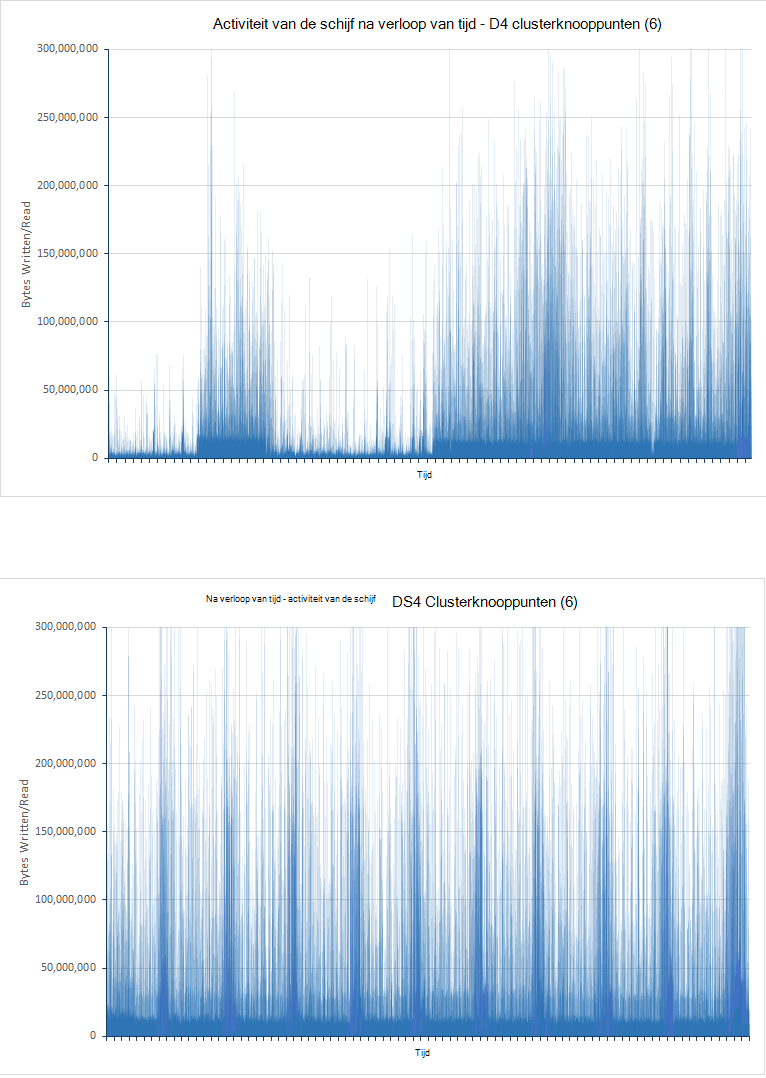 Activiteit van de schijf na verloop van tijd - D4 clusterknooppunten (6)
300,000,000
250,000,000
200,000,000
150,000,000
100,000,000
50,000,000
0
Bytes Written/Read
Tijd
Na verloop van tijd - activiteit van de schijf DS4 Clusterknooppunten (6)
300,000,000
250,000,000
200,000,000
150,000,000
100,000,000
50,000,000
0
Bytes Written/Read
Tijd